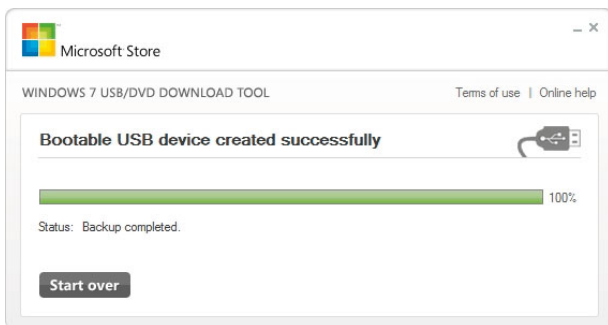 Microsoft Store
WINDOWS 7 USB/DVD DOWNLOAD TOOL
Terms of use | Online help
Bootable USB device created successfully
100%
Status: Backup completed.
Start over